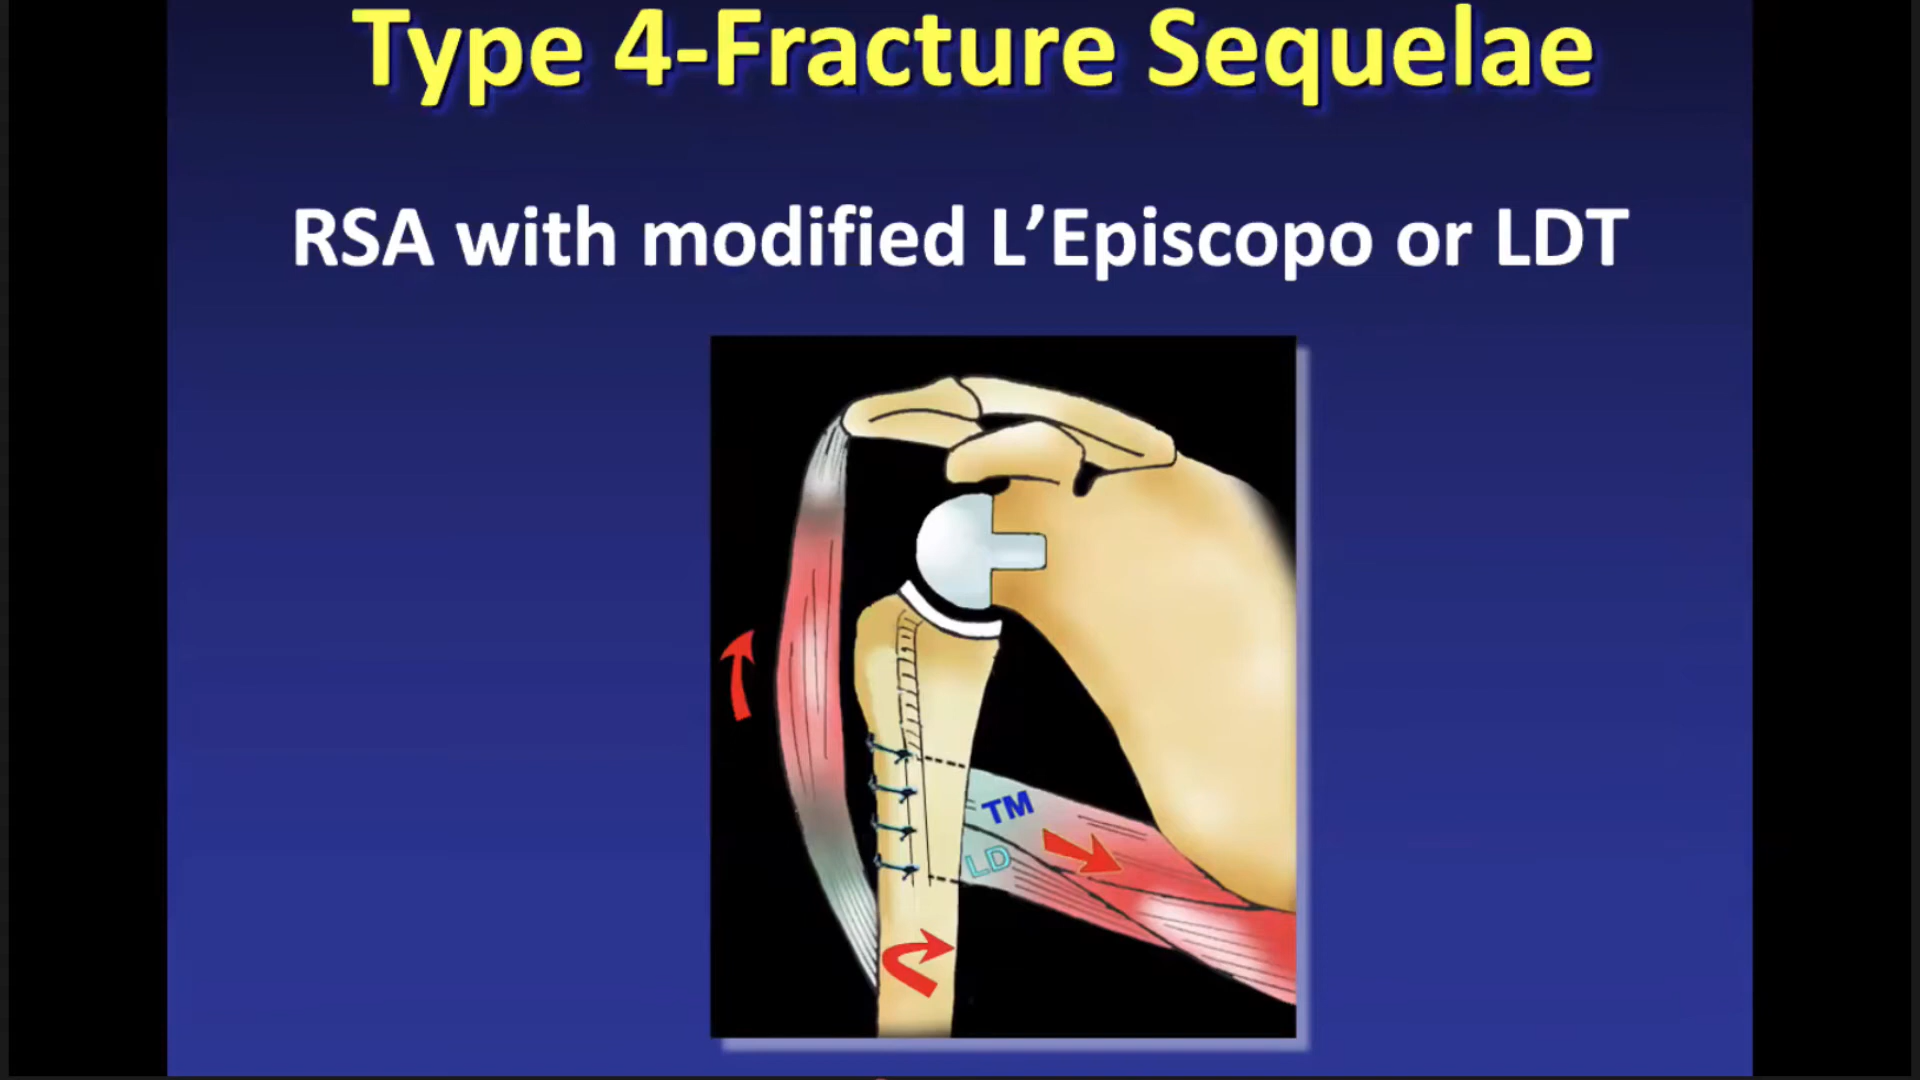 Type 4-Fracture Sequelae
RSA with modified L’Episcopo or LDT
TM
LD